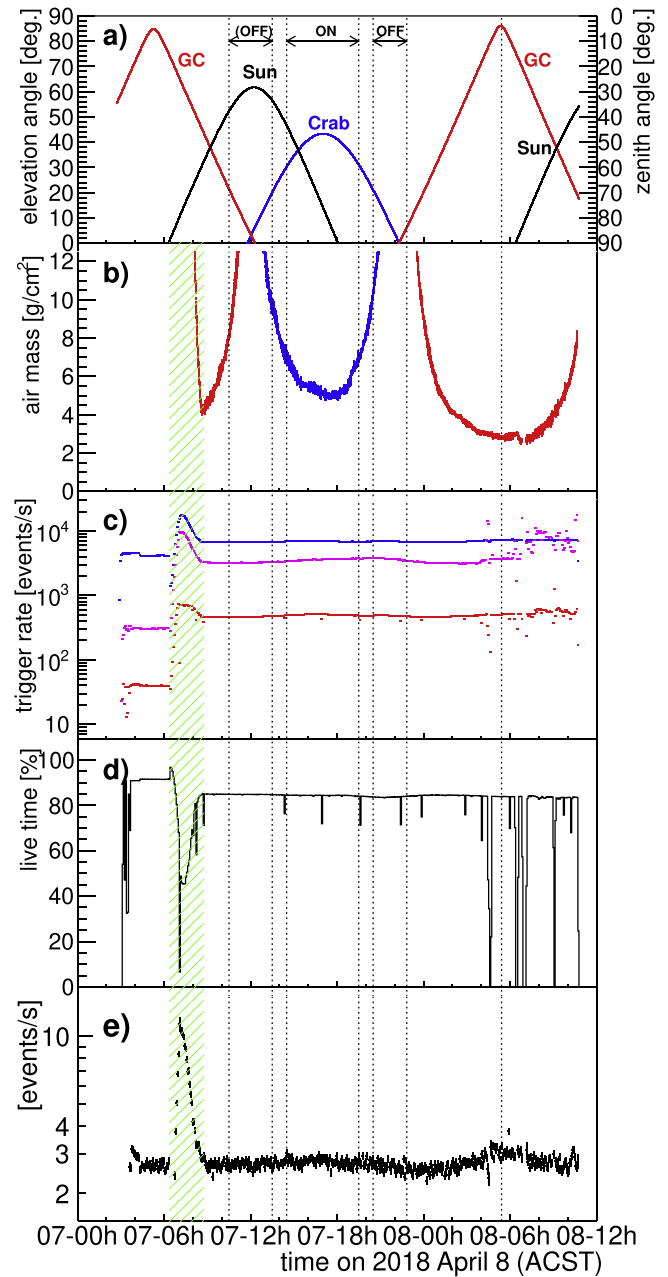 a)
(OFF) ON OFF
GC Sun Crab GC Sun
elevation angle [deg.]
90
80
70
60
50
40
30
20
10
0
zenith angle [deg.]
0
10
20
30
40
50
60
70
80
90
b)
air mass [g/cm²]
12
10
8
6
4
2
0
c)
trigger rate [events/s]
10⁴
10³
10²
10
d)
live time [%]
100
80
60
40
20
0
e)
[events/s]
10
4
3
2
07-00h 07-06h 07-12h 07-18h 08-00h 08-06h 08-12h
time on 2018 April 8 (ACST)